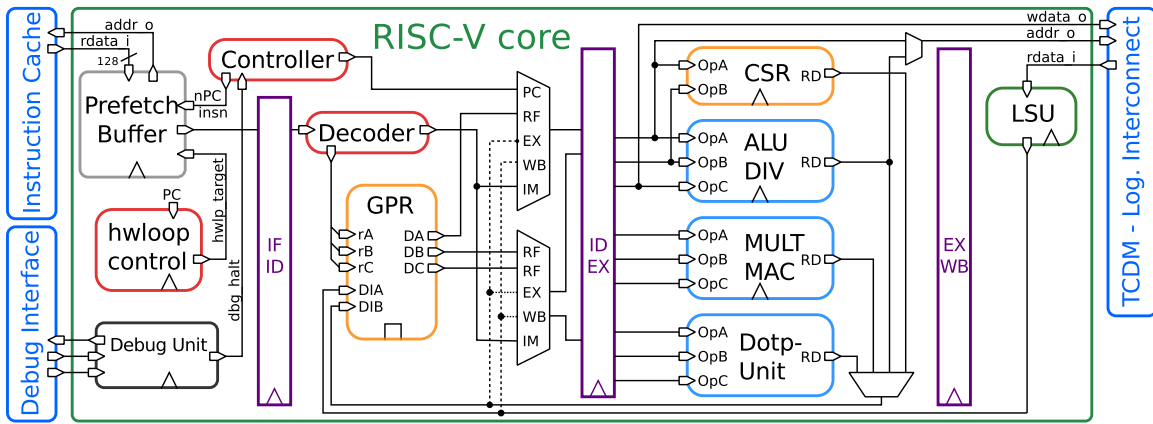 RISC-V core
Instruction Cache
addr_o
rdata_i
128
Prefetch
Buffer
nPC
insn
Controller
Decoder
PC
hwloop
control
hwlp_target
dbg_halt
Debug Interface
Debug Unit
IF
ID
GPR
rA
rB
rC
DIA
DIB
DA
DB
DC
PC
RF
EX
WB
IM
RF
RF
EX
WB
IM
ID
EX
OpA
OpB
CSR
RD
OpA
OpB
OpC
ALU
DIV
RD
OpA
OpB
OpC
MULT
MAC
RD
OpA
OpB
OpC
Dotp-
Unit
RD
EX
WB
wdata_o
addr_o
rdata_i
LSU
TCDM - Log. Interconnect